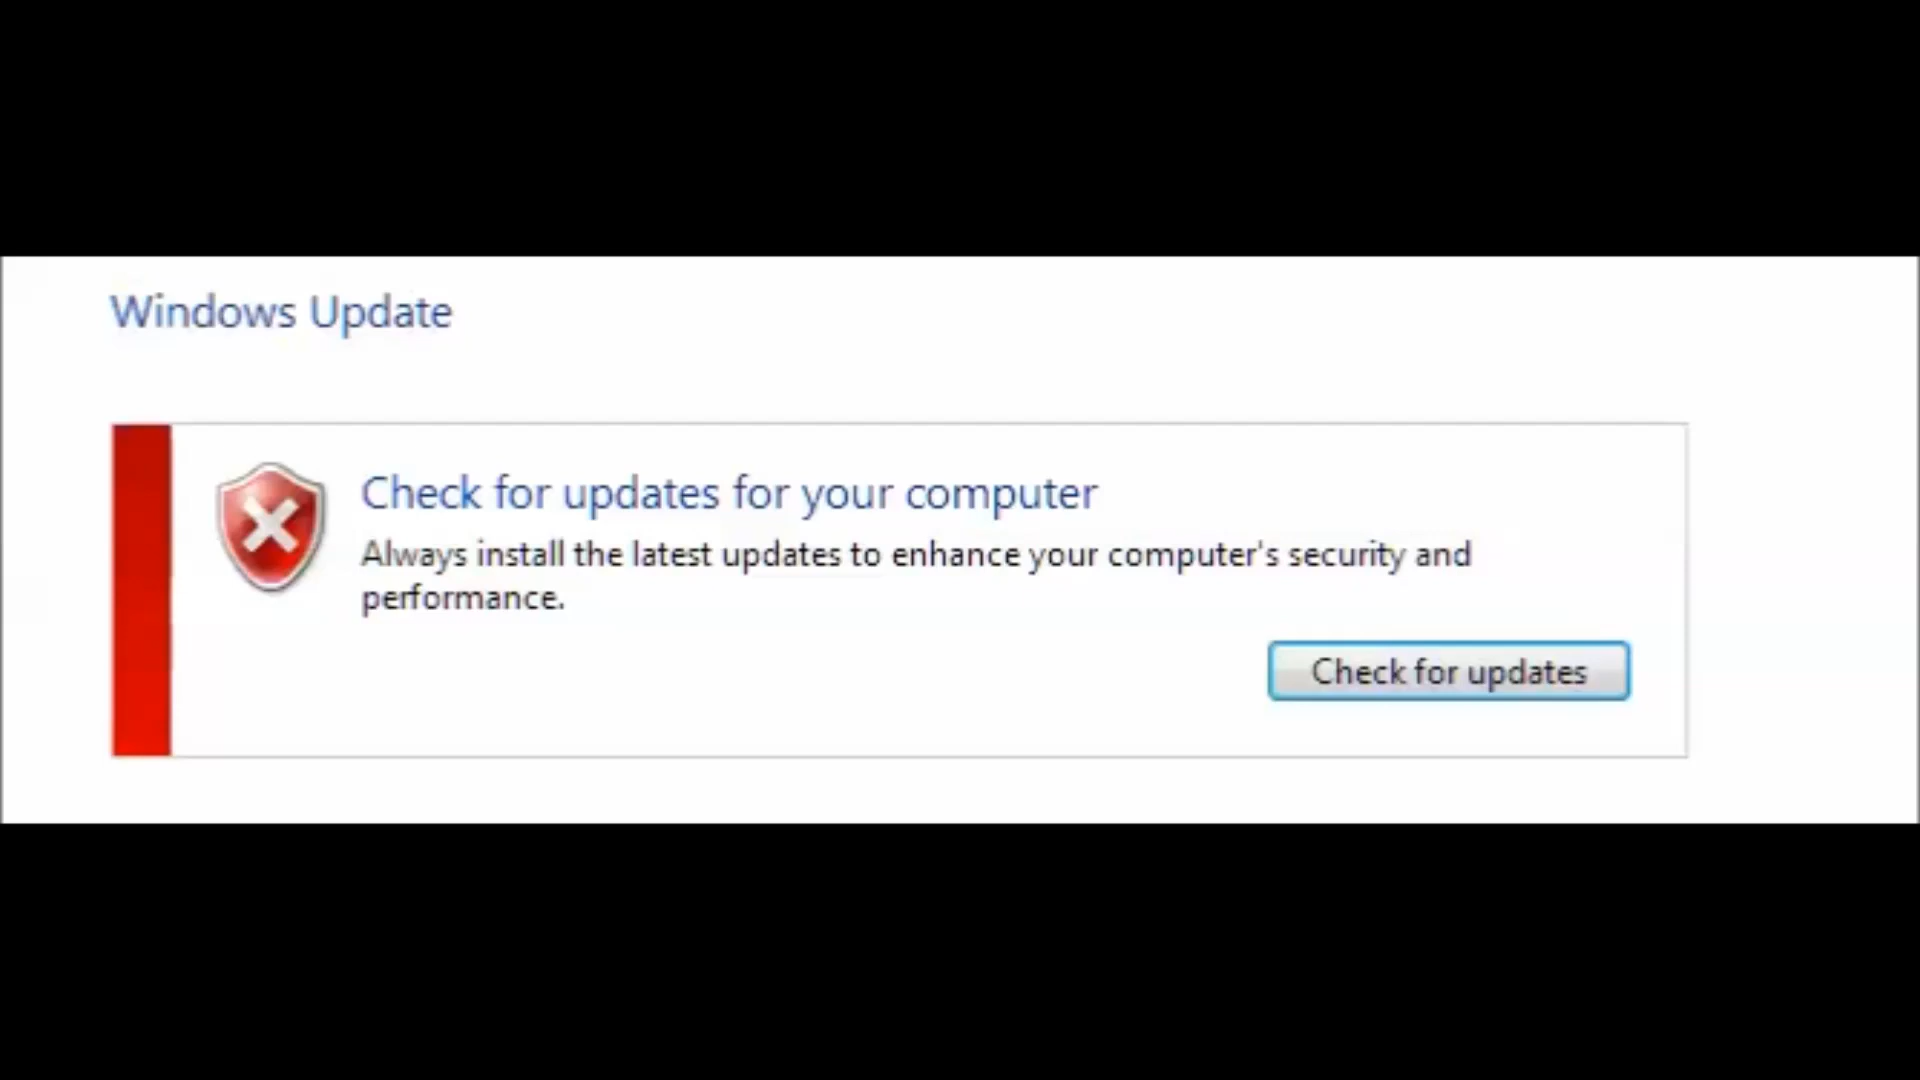 Windows Update
Check for updates for your computer
Always install the latest updates to enhance your computer's security and
performance.
Check for updates